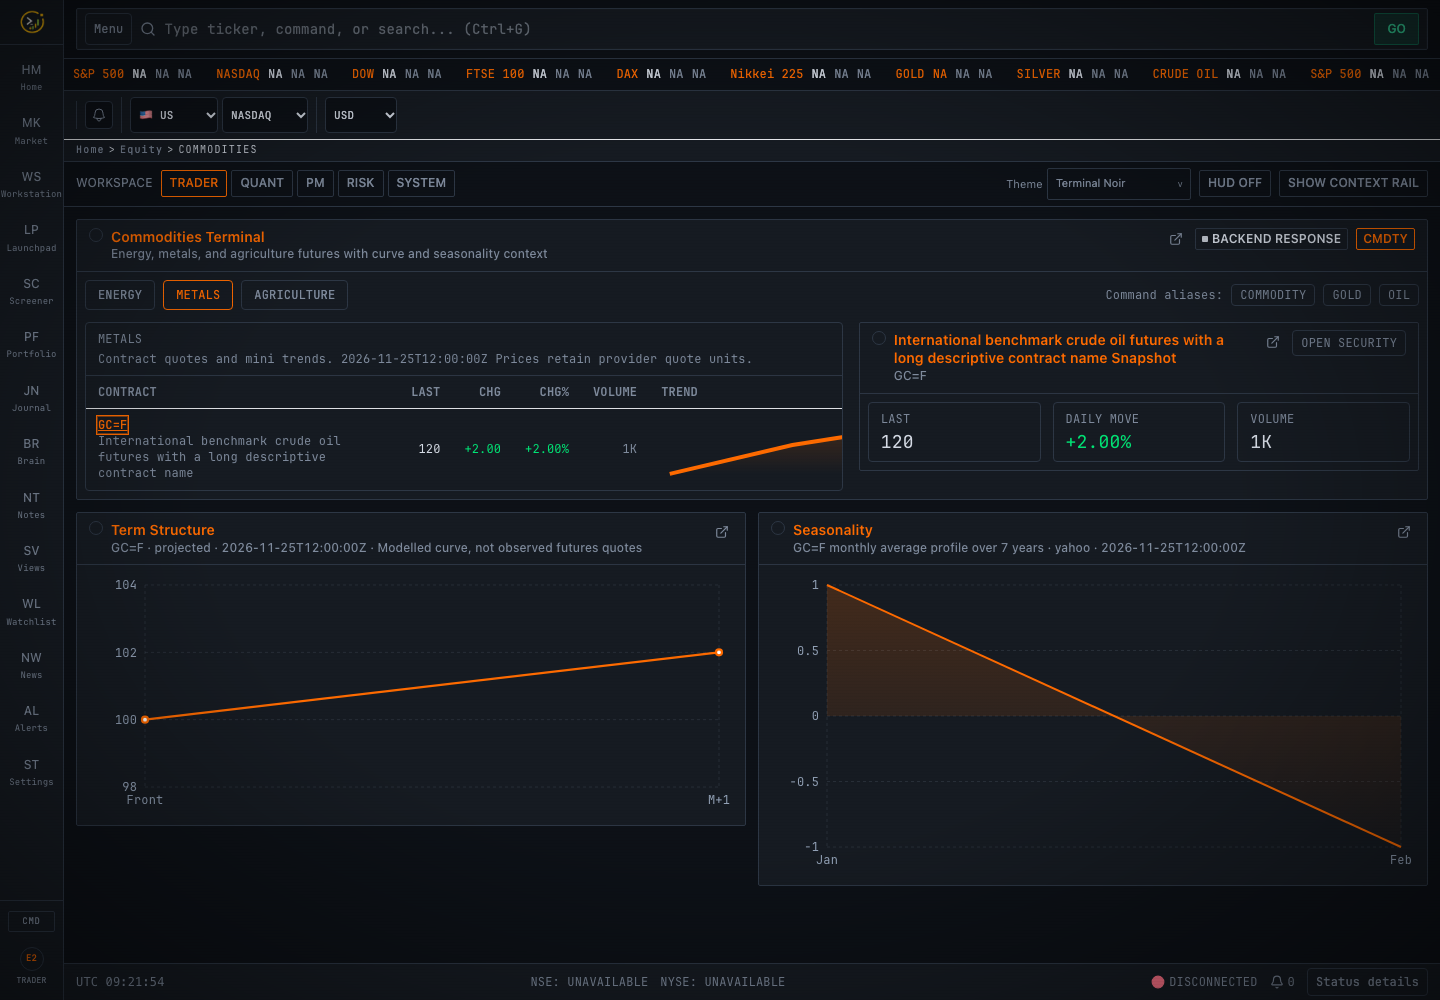 Menu
Type ticker, command, or search... (Ctrl+G)
GO
S&P 500 NA NA NA NASDAQ NA NA NA DOW NA NA NA FTSE 100 NA NA NA DAX NA NA NA Nikkei 225 NA NA NA GOLD NA NA NA SILVER NA NA NA CRUDE OIL NA NA NA S&P 500 NA NA NA
🇺🇸 US
NASDAQ
USD
Home > Equity > COMMODITIES
WORKSPACE TRADER QUANT PM RISK SYSTEM
Theme Terminal Noir v
HUD OFF
SHOW CONTEXT RAIL
HM
Home
MK
Market
WS
Workstation
LP
Launchpad
SC
Screener
PF
Portfolio
JN
Journal
BR
Brain
NT
Notes
SV
Views
WL
Watchlist
NW
News
AL
Alerts
ST
Settings
CMD
E2
TRADER
Commodities Terminal
Energy, metals, and agriculture futures with curve and seasonality context
BACKEND RESPONSE
CMDTY
ENERGY METALS AGRICULTURE
Command aliases: COMMODITY GOLD OIL
METALS
Contract quotes and mini trends. 2026-11-25T12:00:00Z Prices retain provider quote units.
CONTRACT LAST CHG CHG% VOLUME TREND
GC=F
International benchmark crude oil
futures with a long descriptive
contract name
120 +2.00 +2.00% 1K
International benchmark crude oil futures with a
long descriptive contract name Snapshot
GC=F
OPEN SECURITY
LAST
120
DAILY MOVE
+2.00%
VOLUME
1K
Term Structure
GC=F · projected · 2026-11-25T12:00:00Z · Modelled curve, not observed futures quotes
104
102
100
98
Front M+1
Seasonality
GC=F monthly average profile over 7 years · yahoo · 2026-11-25T12:00:00Z
1
0.5
0
-0.5
-1
Jan Feb
UTC 09:21:54
NSE: UNAVAILABLE NYSE: UNAVAILABLE
DISCONNECTED
0
Status details